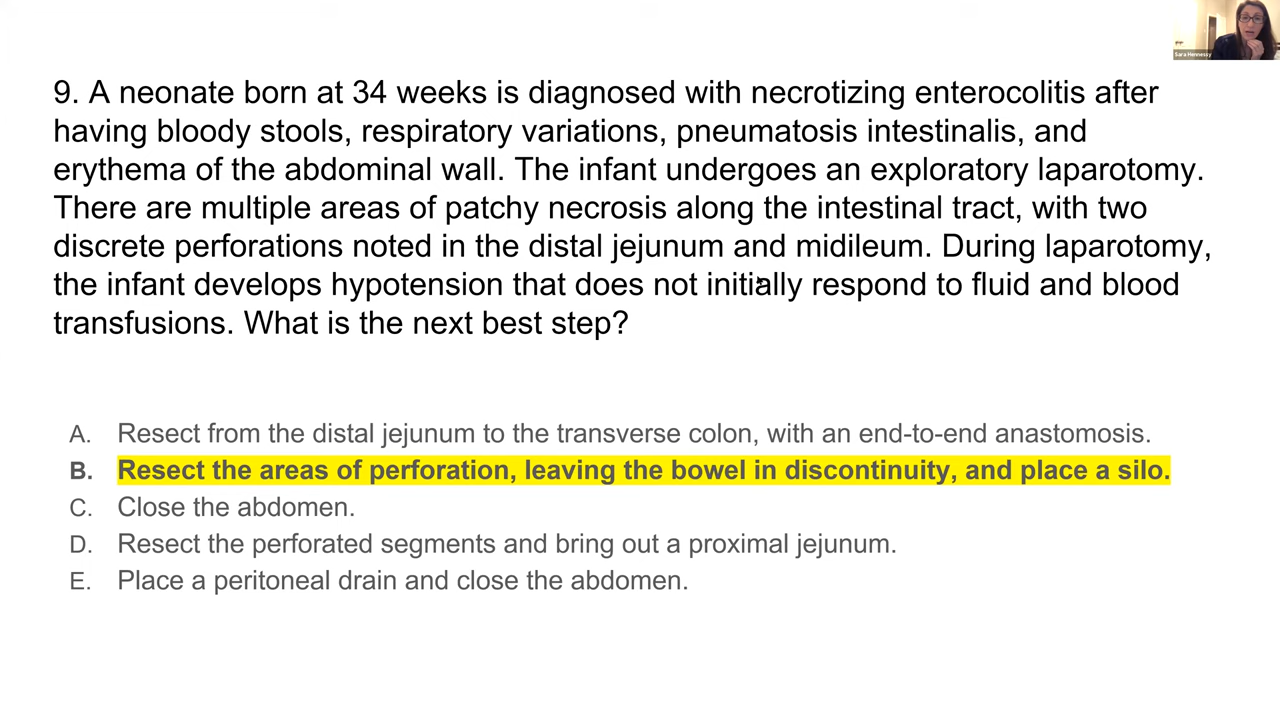 Sara Hennessy
9. A neonate born at 34 weeks is diagnosed with necrotizing enterocolitis after
having bloody stools, respiratory variations, pneumatosis intestinalis, and
erythema of the abdominal wall. The infant undergoes an exploratory laparotomy.
There are multiple areas of patchy necrosis along the intestinal tract, with two
discrete perforations noted in the distal jejunum and midileum. During laparotomy,
the infant develops hypotension that does not initially respond to fluid and blood
transfusions. What is the next best step?
A. Resect from the distal jejunum to the transverse colon, with an end-to-end anastomosis.
B. Resect the areas of perforation, leaving the bowel in discontinuity, and place a silo.
C. Close the abdomen.
D. Resect the perforated segments and bring out a proximal jejunum.
E. Place a peritoneal drain and close the abdomen.